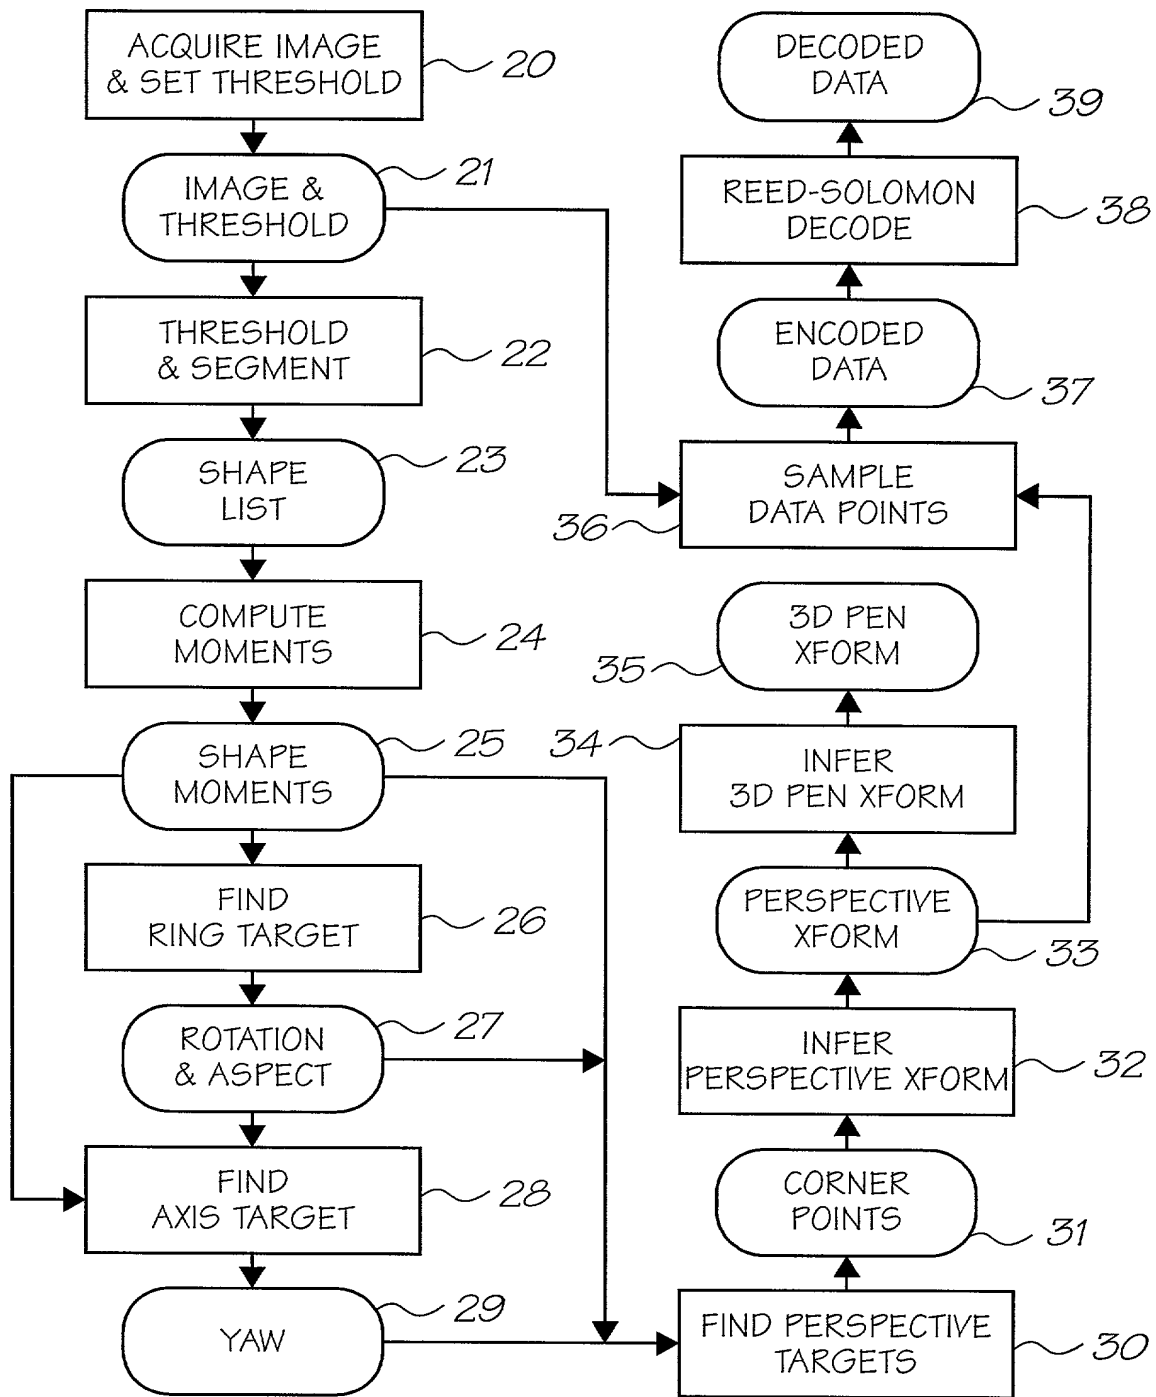 ACQUIRE IMAGE
& SET THRESHOLD
20
IMAGE &
THRESHOLD
21
THRESHOLD
& SEGMENT
22
SHAPE
LIST
23
COMPUTE
MOMENTS
24
SHAPE
MOMENTS
25
FIND
RING TARGET
26
ROTATION
& ASPECT
27
FIND
AXIS TARGET
28
YAW
29
DECODED
DATA
39
REED-SOLOMON
DECODE
38
ENCODED
DATA
37
SAMPLE
DATA POINTS
36
3D PEN
XFORM
35
INFER
3D PEN XFORM
34
PERSPECTIVE
XFORM
33
INFER
PERSPECTIVE XFORM
32
CORNER
POINTS
31
FIND PERSPECTIVE
TARGETS
30